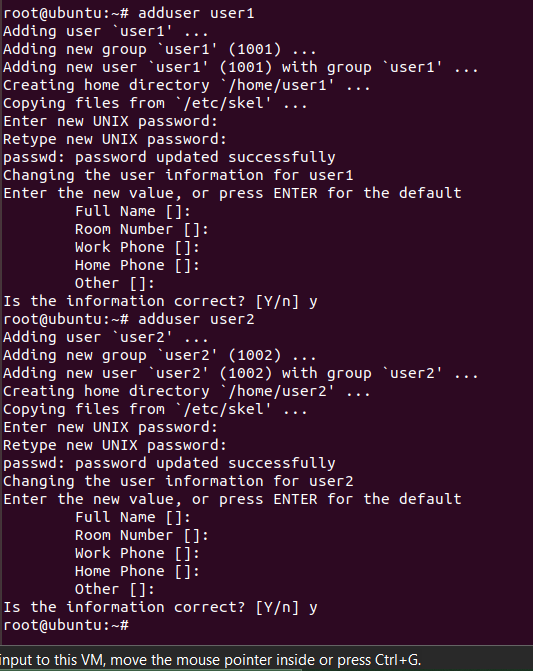 root@ubuntu:~# adduser user1
Adding user `user1' ...
Adding new group `user1' (1001) ...
Adding new user `user1' (1001) with group `user1' ...
Creating home directory `/home/user1' ...
Copying files from `/etc/skel' ...
Enter new UNIX password:
Retype new UNIX password:
passwd: password updated successfully
Changing the user information for user1
Enter the new value, or press ENTER for the default
        Full Name []:
        Room Number []:
        Work Phone []:
        Home Phone []:
        Other []:
Is the information correct? [Y/n] y
root@ubuntu:~# adduser user2
Adding user `user2' ...
Adding new group `user2' (1002) ...
Adding new user `user2' (1002) with group `user2' ...
Creating home directory `/home/user2' ...
Copying files from `/etc/skel' ...
Enter new UNIX password:
Retype new UNIX password:
passwd: password updated successfully
Changing the user information for user2
Enter the new value, or press ENTER for the default
        Full Name []:
        Room Number []:
        Work Phone []:
        Home Phone []:
        Other []:
Is the information correct? [Y/n] y
root@ubuntu:~#
input to this VM, move the mouse pointer inside or press Ctrl+G.